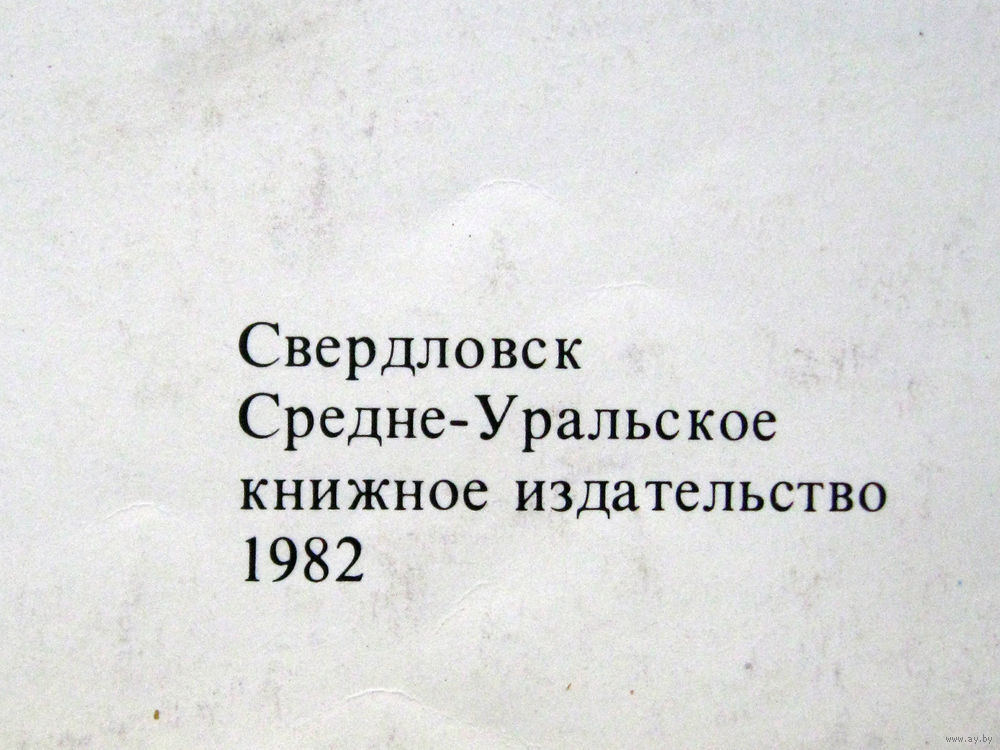 Свердловск
Средне-Уральское
книжное издательство
1982
www.ay.by